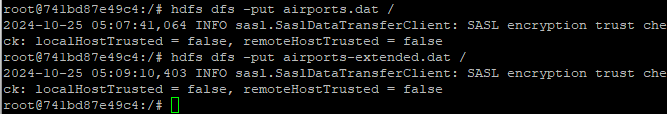 root@741bd87e49c4:/# hdfs dfs -put airports.dat /
2024-10-25 05:07:41,064 INFO sasl.SaslDataTransferClient: SASL encryption trust che
ck: localHostTrusted = false, remoteHostTrusted = false
root@741bd87e49c4:/# hdfs dfs -put airports-extended.dat /
2024-10-25 05:09:10,403 INFO sasl.SaslDataTransferClient: SASL encryption trust che
ck: localHostTrusted = false, remoteHostTrusted = false
root@741bd87e49c4:/#